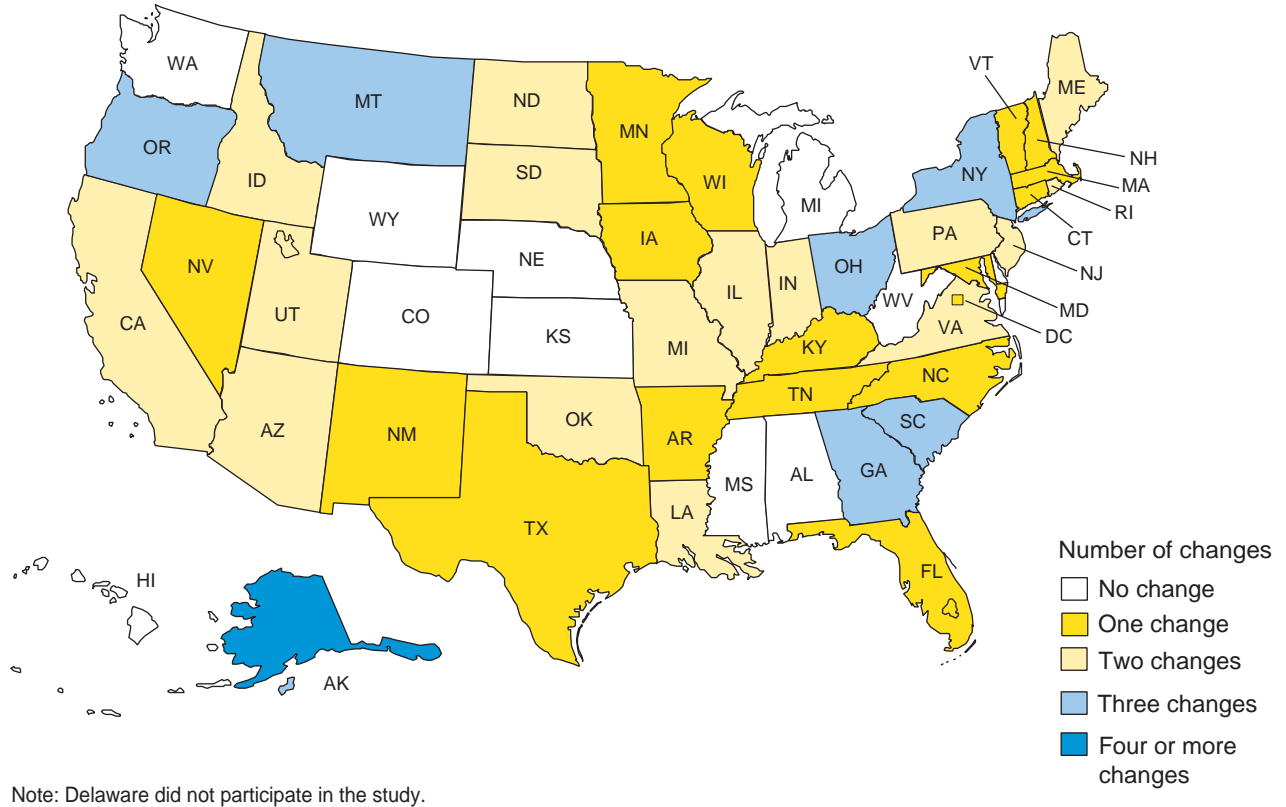 WA
MT
ND
MN
VT
ME
OR
ID
SD
WI
NY
NH
MA
RI
WY
MI
CT
NV
NE
IA
PA
NJ
CA
UT
CO
IL
IN
OH
WV
MD
DC
KS
MI
KY
VA
AZ
NM
OK
AR
TN
NC
SC
MS
AL
GA
TX
LA
FL
HI
AK
Number of changes
No change
One change
Two changes
Three changes
Four or more
changes
Note: Delaware did not participate in the study.